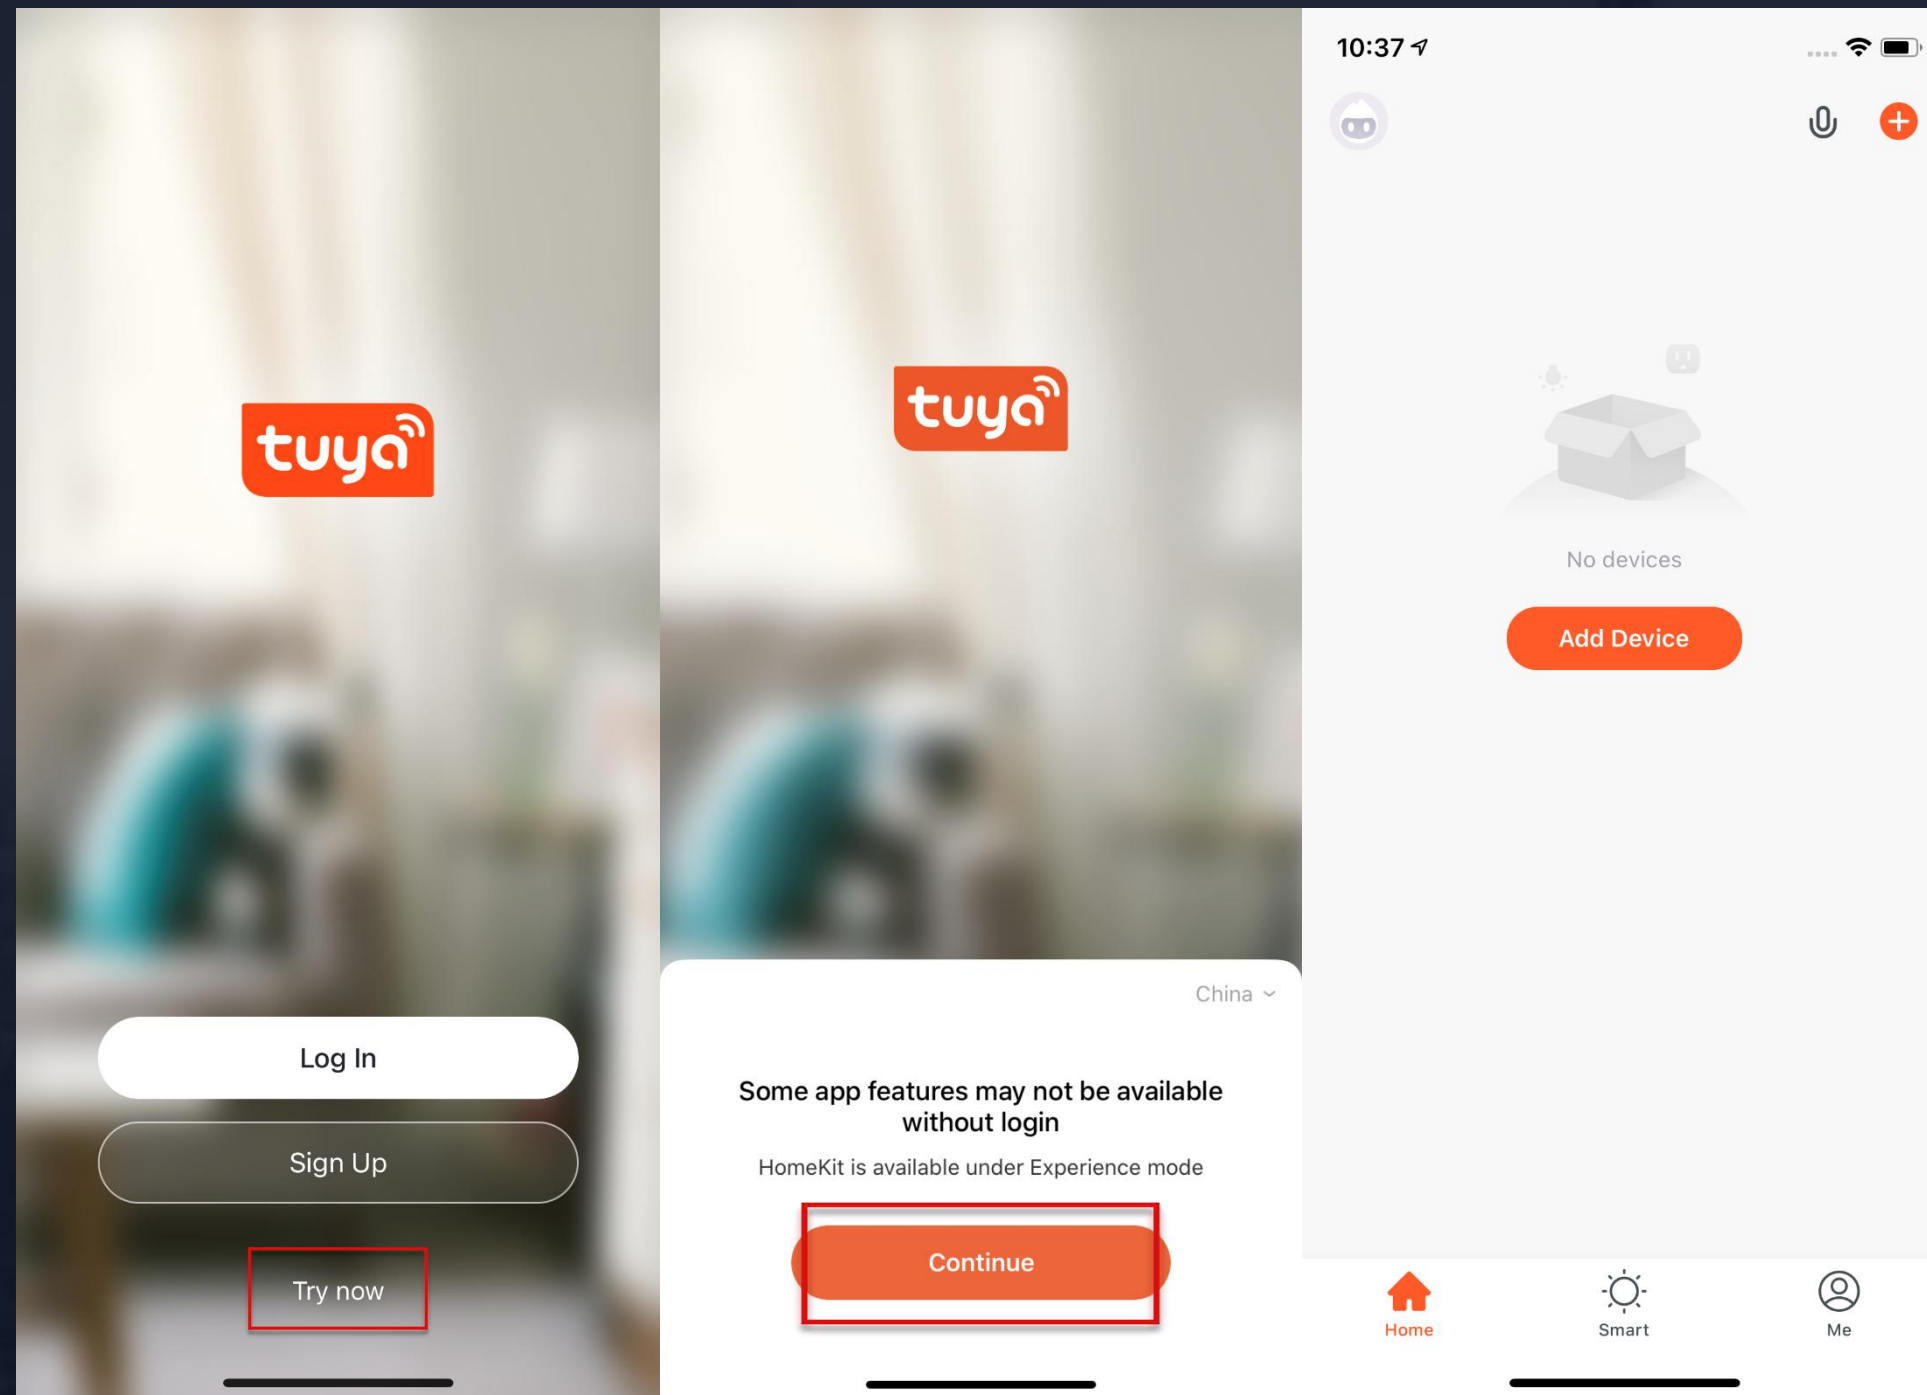 tuya
Log In
Sign Up
Try now
tuya
China
Some app features may not be available
without login
HomeKit is available under Experience mode
Continue
10:37
No devices
Add Device
Home
Smart
Me